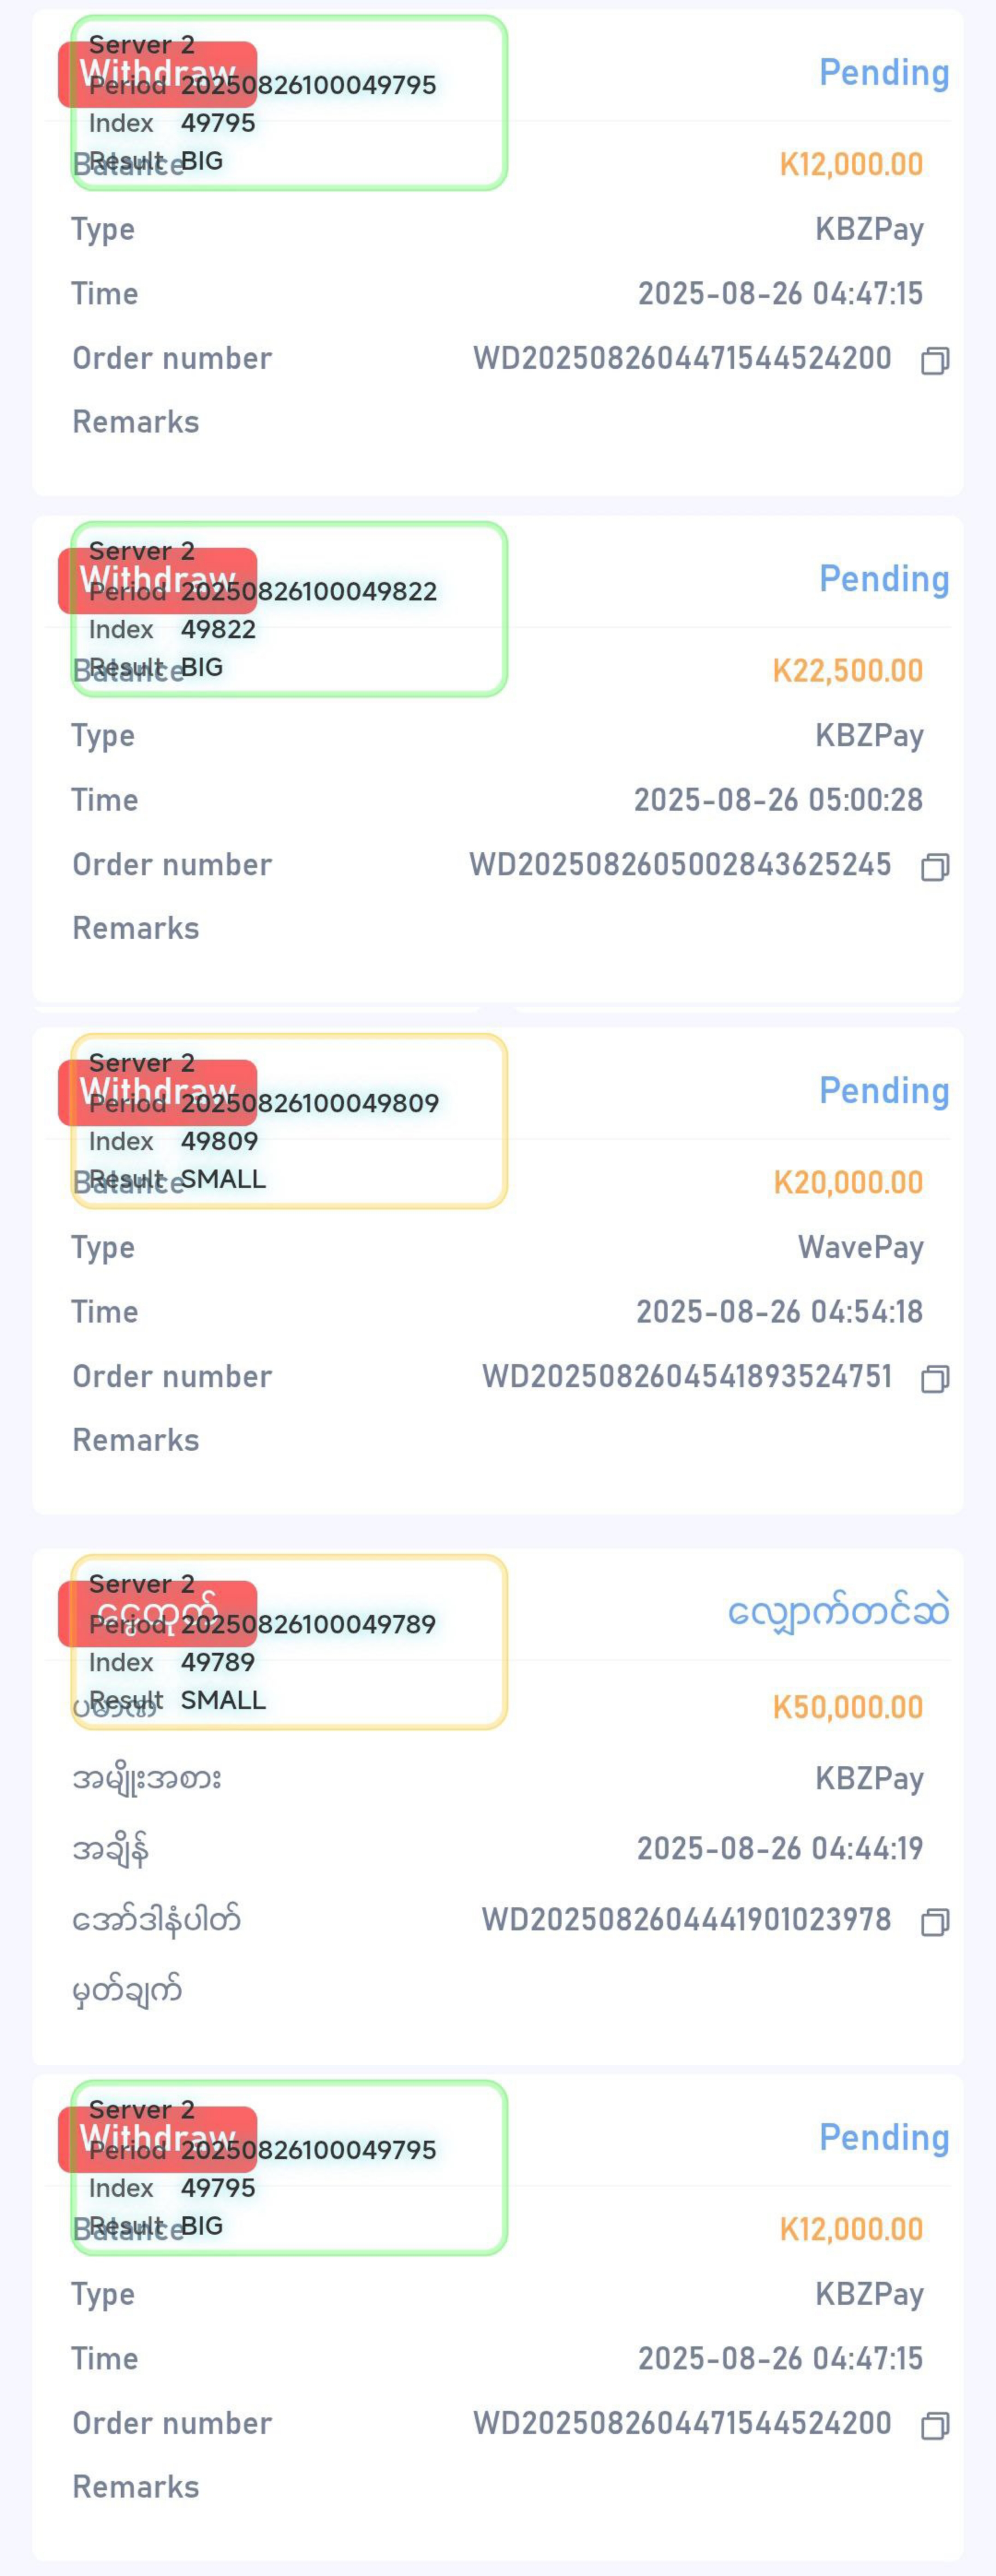 Server 2
Withdraw
Pending
Period 20250826100049795
Index 49795
Result BIG
Balance
K12,000.00
Type KBZPay
Time 2025-08-26 04:47:15
Order number WD2025082604471544524200
Remarks
Server 2
Withdraw
Pending
Period 20250826100049822
Index 49822
Result BIG
Balance
K22,500.00
Type KBZPay
Time 2025-08-26 05:00:28
Order number WD2025082605002843625245
Remarks
Server 2
Withdraw
Pending
Period 20250826100049809
Index 49809
Result SMALL
Balance
K20,000.00
Type WavePay
Time 2025-08-26 04:54:18
Order number WD2025082604541893524751
Remarks
Server 2
ငွေထုတ်
လျှောက်တင်ဆဲ
Period 20250826100049789
Index 49789
Result SMALL
ပမာဏ
K50,000.00
အမျိုးအစား KBZPay
အချိန် 2025-08-26 04:44:19
အော်ဒါနံပါတ် WD2025082604441901023978
မှတ်ချက်
Server 2
Withdraw
Pending
Period 20250826100049795
Index 49795
Result BIG
Balance
K12,000.00
Type KBZPay
Time 2025-08-26 04:47:15
Order number WD2025082604471544524200
Remarks